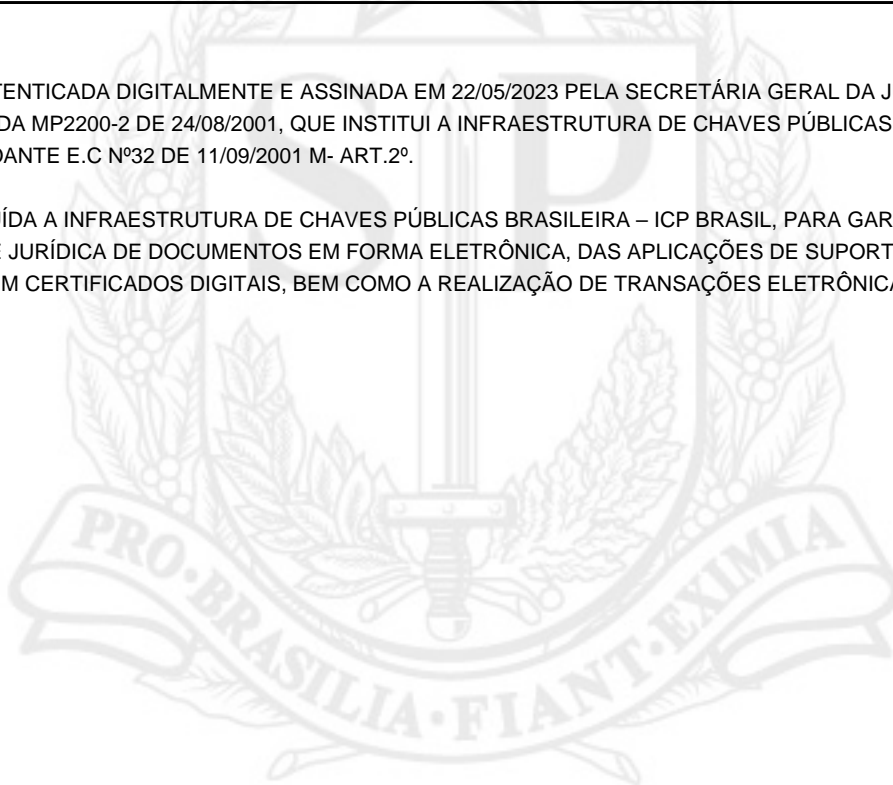 TENTICADA DIGITALMENTE E ASSINADA EM 22/05/2023 PELA SECRETÁRIA GERAL DA J
DA MP2200-2 DE 24/08/2001, QUE INSTITUI A INFRAESTRUTURA DE CHAVES PÚBLICAS
DANTE E.C Nº32 DE 11/09/2001 M- ART.2º.
ÍDA A INFRAESTRUTURA DE CHAVES PÚBLICAS BRASILEIRA – ICP BRASIL, PARA GAR
E JURÍDICA DE DOCUMENTOS EM FORMA ELETRÔNICA, DAS APLICAÇÕES DE SUPORT
M CERTIFICADOS DIGITAIS, BEM COMO A REALIZAÇÃO DE TRANSAÇÕES ELETRÔNICA
SP
PRO·BRASILIA·FIANT·EXIMIA